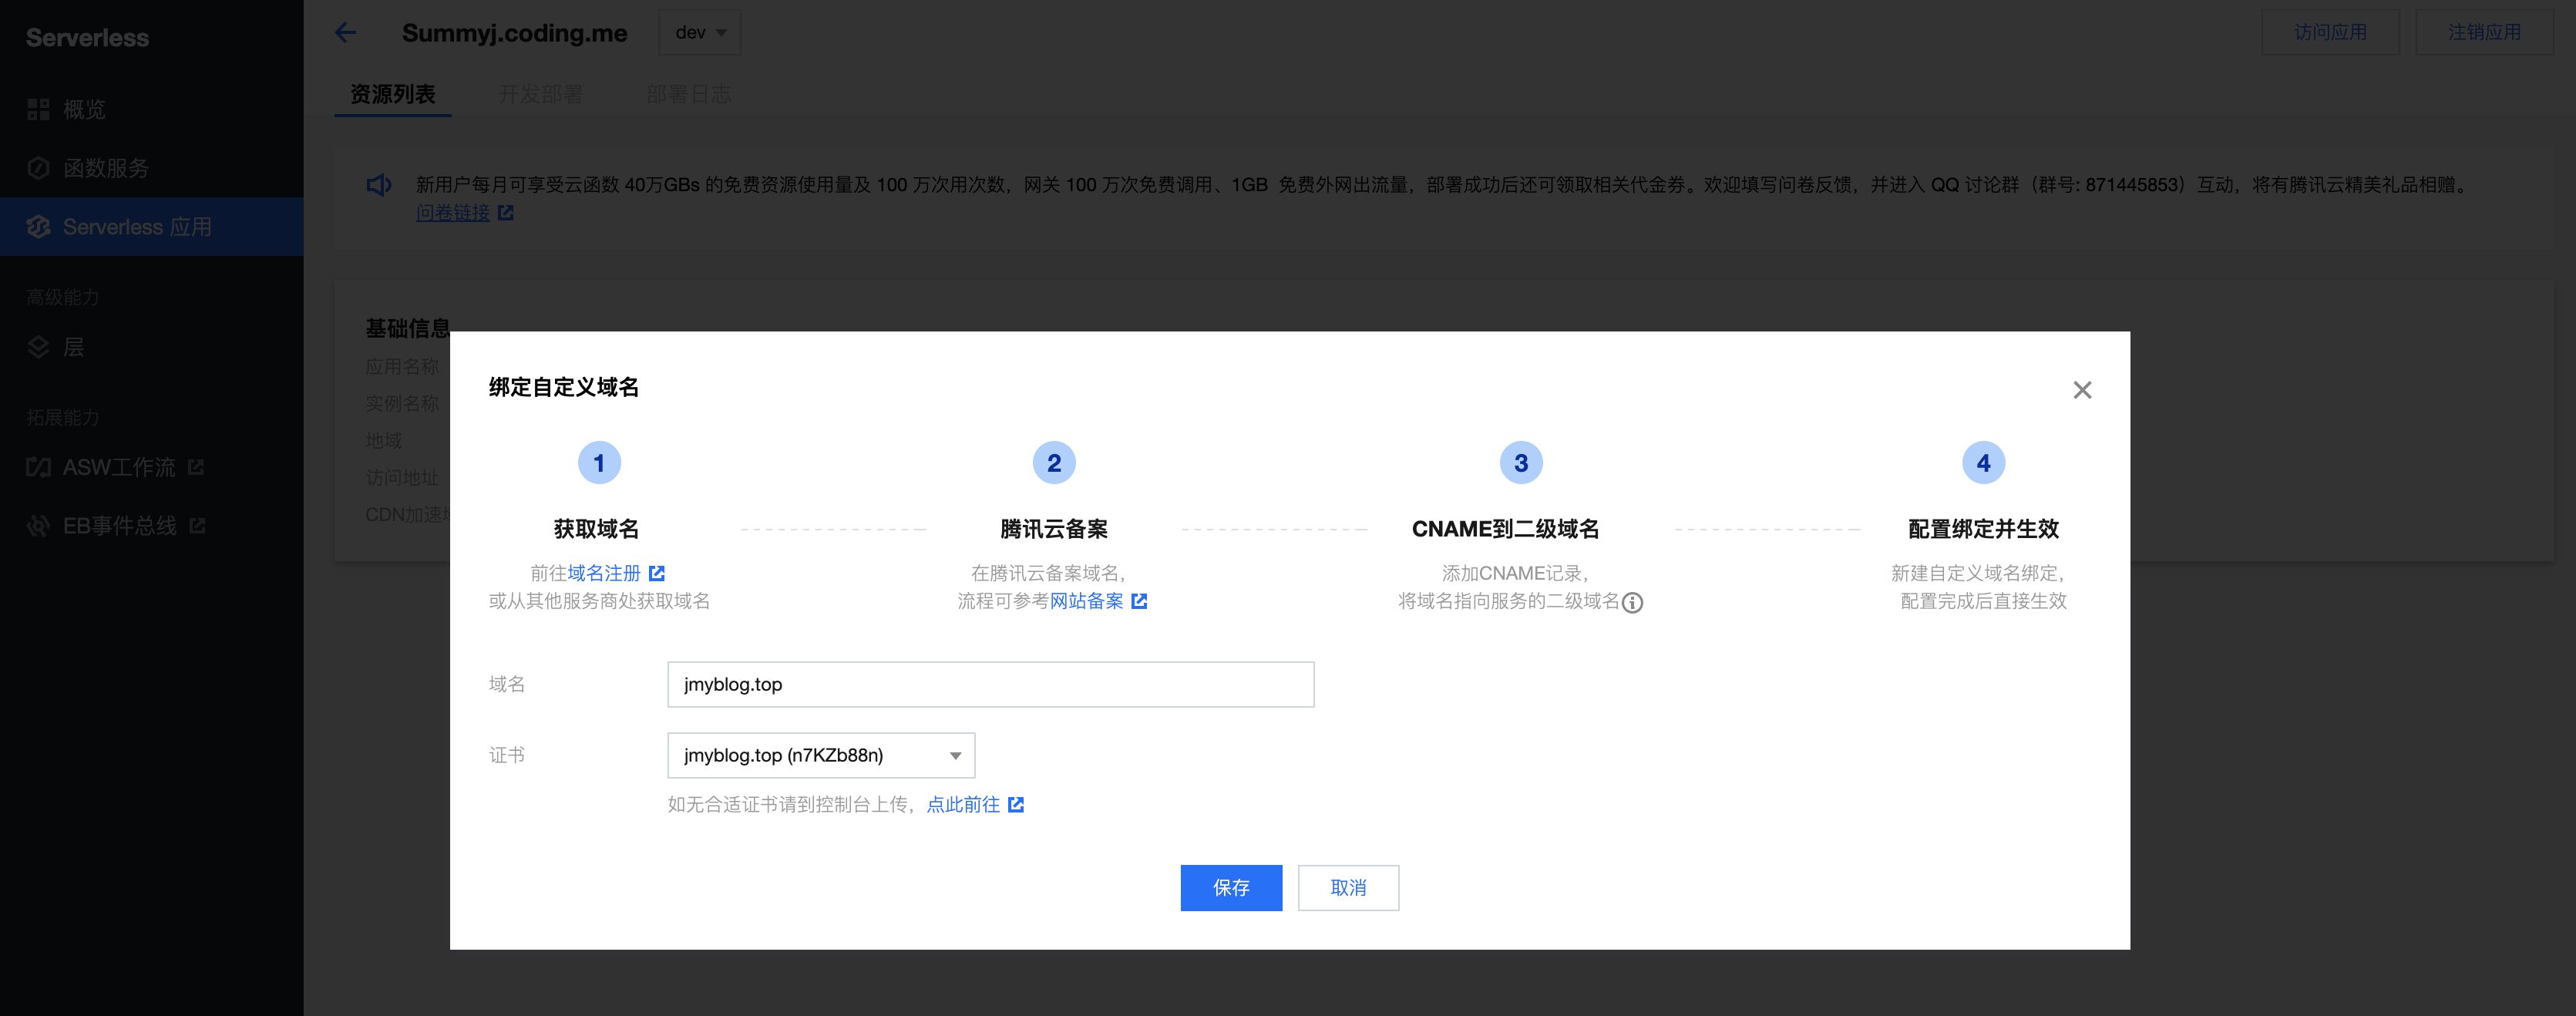 Serverless
概览
函数服务
Serverless 应用
高级能力
层
拓展能力
ASW工作流
EB事件总线
Summyj.coding.me
dev
访问应用
注销应用
资源列表
开发部署
部署日志
新用户每月可享受云函数 40万GBs 的免费资源使用量及 100 万次用次数，网关 100 万次免费调用、1GB 免费外网出流量，部署成功后还可领取相关代金券。欢迎填写问卷反馈，并进入 QQ 讨论群（群号: 871445853）互动，将有腾讯云精美礼品相赠。
问卷链接
基础信息
应用名称
实例名称
地域
访问地址
CDN加速
绑定自定义域名
1
2
3
4
获取域名
腾讯云备案
CNAME到二级域名
配置绑定并生效
前往域名注册
或从其他服务商处获取域名
在腾讯云备案域名，
流程可参考网站备案
添加CNAME记录，
将域名指向服务的二级域名
新建自定义域名绑定，
配置完成后直接生效
域名
jmyblog.top
证书
jmyblog.top (n7KZb88n)
如无合适证书请到控制台上传，点此前往
保存
取消